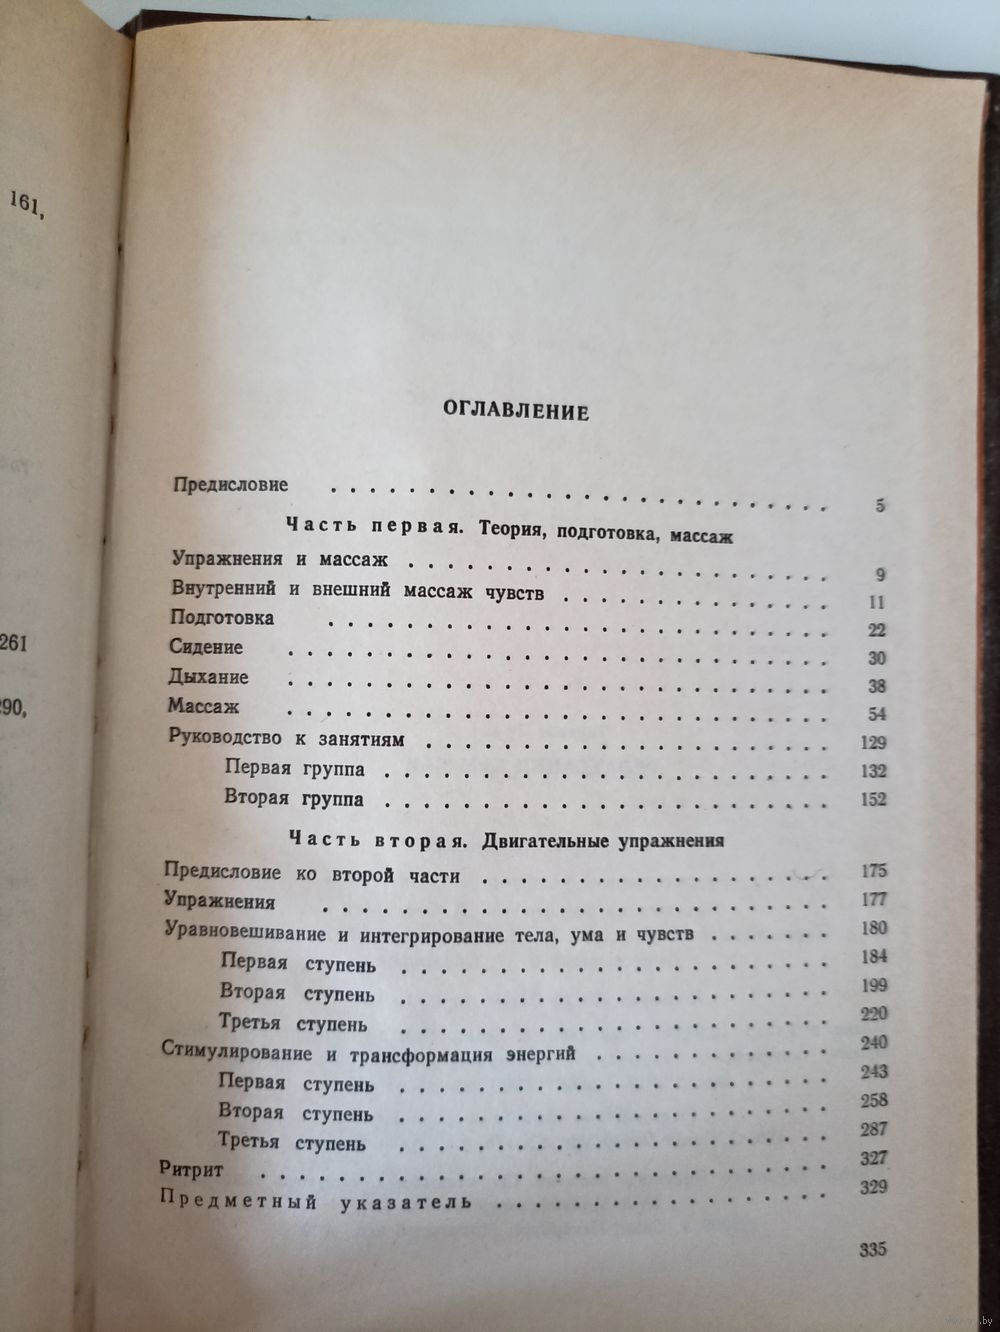 161,
261
290,
ОГЛАВЛЕНИЕ
Предисловие . . . . . . . . . . . . . . . . . . . . . . . . . . 5
Часть первая. Теория, подготовка, массаж
Упражнения и массаж . . . . . . . . . . . . . . . . . . . . . . 9
Внутренний и внешний массаж чувств . . . . . . . . . . . . . . 11
Подготовка . . . . . . . . . . . . . . . . . . . . . . . . . . 22
Сидение . . . . . . . . . . . . . . . . . . . . . . . . . . . . 30
Дыхание . . . . . . . . . . . . . . . . . . . . . . . . . . . . 38
Массаж . . . . . . . . . . . . . . . . . . . . . . . . . . . . 54
Руководство к занятиям . . . . . . . . . . . . . . . . . . . . . 129
Первая группа . . . . . . . . . . . . . . . . . . . . . . . 132
Вторая группа . . . . . . . . . . . . . . . . . . . . . . . 152
Часть вторая. Двигательные упражнения
Предисловие ко второй части . . . . . . . . . . . . . . . . . . 175
Упражнения . . . . . . . . . . . . . . . . . . . . . . . . . . 177
Уравновешивание и интегрирование тела, ума и чувств . . . . . . . 180
Первая ступень . . . . . . . . . . . . . . . . . . . . . . 184
Вторая ступень . . . . . . . . . . . . . . . . . . . . . . 199
Третья ступень . . . . . . . . . . . . . . . . . . . . . . 220
Стимулирование и трансформация энергий . . . . . . . . . . . . 240
Первая ступень . . . . . . . . . . . . . . . . . . . . . . 243
Вторая ступень . . . . . . . . . . . . . . . . . . . . . . 258
Третья ступень . . . . . . . . . . . . . . . . . . . . . . 287
Ритрит . . . . . . . . . . . . . . . . . . . . . . . . . . . . . 327
Предметный указатель . . . . . . . . . . . . . . . . . 329
335